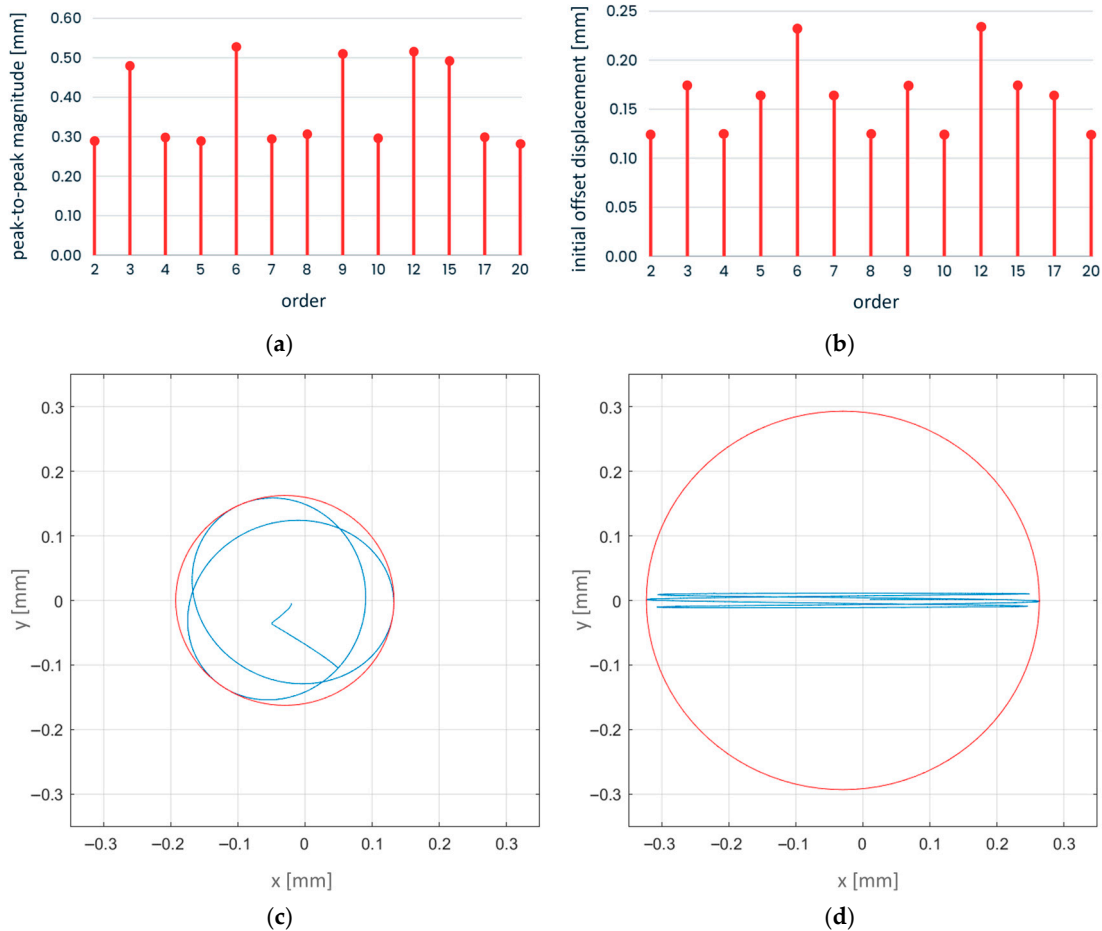 peak-to-peak magnitude [mm]
0.60
0.50
0.40
0.30
0.20
0.10
0.00
2 3 4 5 6 7 8 9 10 12 15 17 20
order
(a)
initial offset displacement [mm]
0.25
0.20
0.15
0.10
0.05
0.00
2 3 4 5 6 7 8 9 10 12 15 17 20
order
(b)
y [mm]
0.3
0.2
0.1
0
−0.1
−0.2
−0.3
−0.3 −0.2 −0.1 0 0.1 0.2 0.3
x [mm]
(c)
y [mm]
0.3
0.2
0.1
0
−0.1
−0.2
−0.3
−0.3 −0.2 −0.1 0 0.1 0.2 0.3
x [mm]
(d)